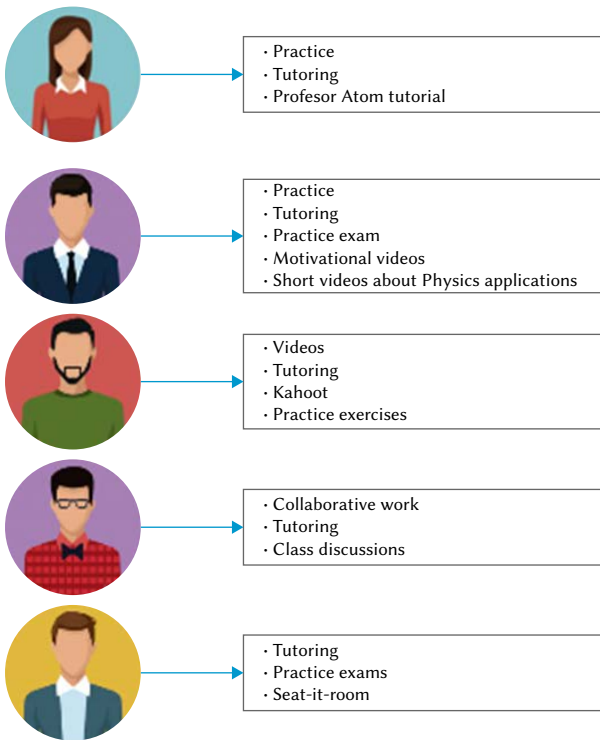 · Practice
· Tutoring
· Profesor Atom tutorial
· Practice
· Tutoring
· Practice exam
· Motivational videos
· Short videos about Physics applications
· Videos
· Tutoring
· Kahoot
· Practice exercises
· Collaborative work
· Tutoring
· Class discussions
· Tutoring
· Practice exams
· Seat-it-room